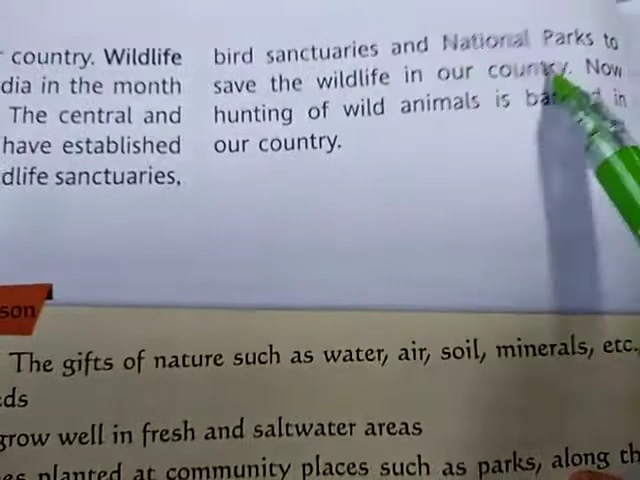 country. Wildlife
dia in the month
The central and
have established
dlife sanctuaries,
bird sanctuaries and National Parks to
save the wildlife in our country. Now
hunting of wild animals is in
our country.
son
The gifts of nature such as water, air, soil, minerals, etc.,
eds
grow well in fresh and saltwater areas
es planted at community places such as parks, along th